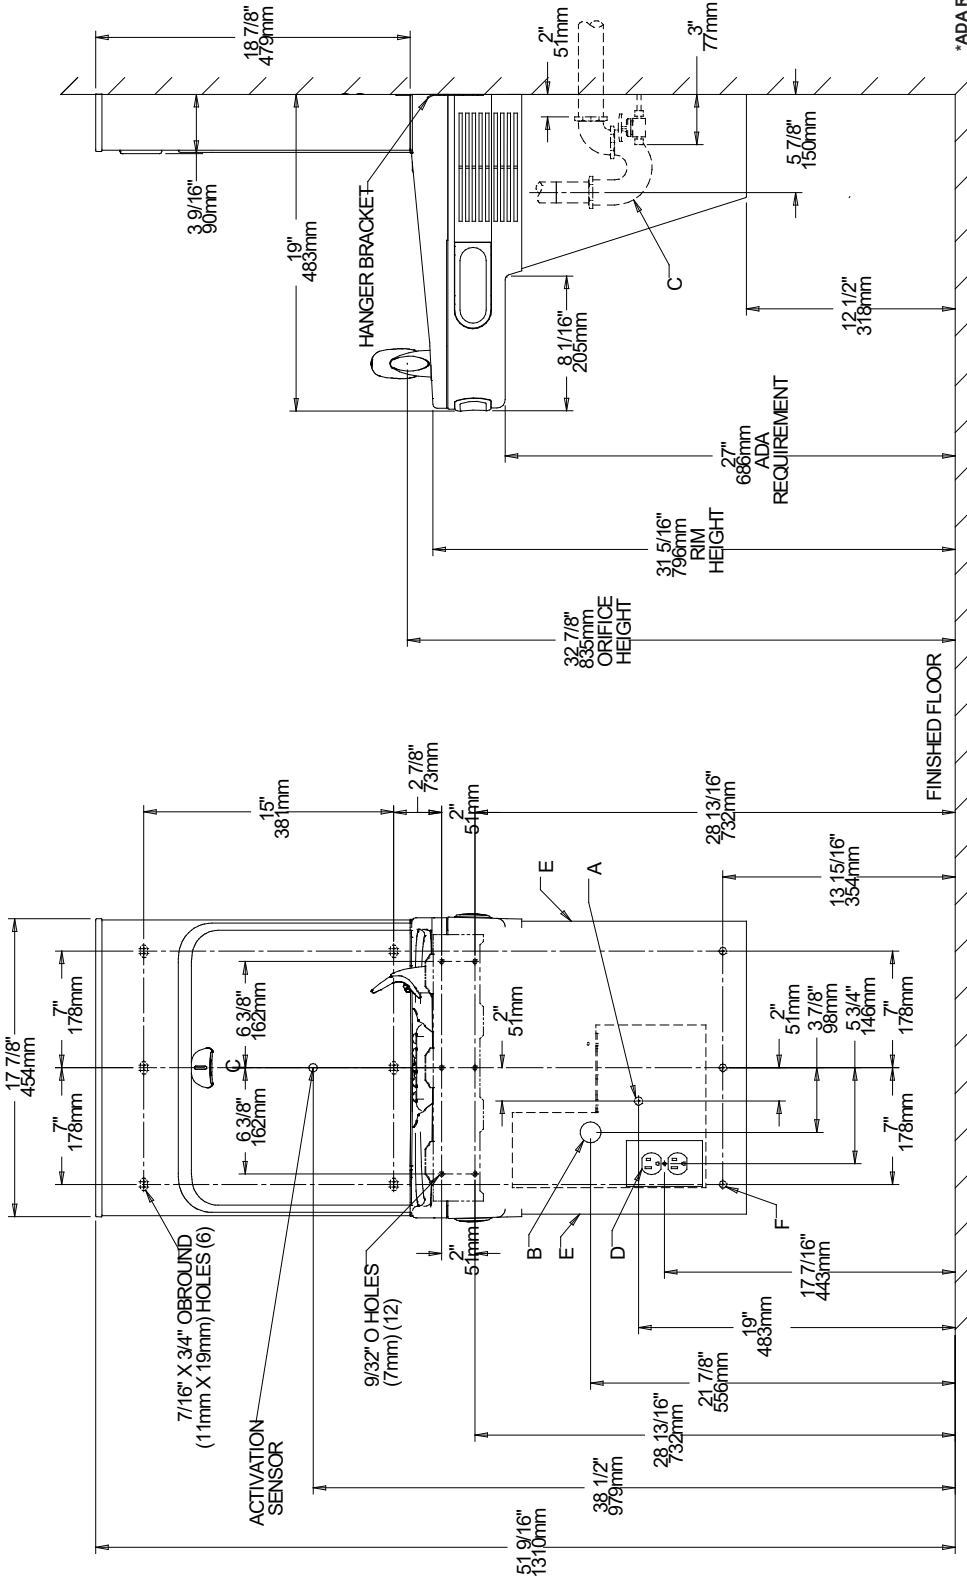 18 7/8"
479mm
2"
51mm
3"
77mm
*ADA R
3 9/16"
90mm
5 7/8"
150mm
19"
483mm
HANGER BRACKET
C
8 1/16"
205mm
12 1/2"
318mm
27"
686mm
ADA
REQUIREMENT
31 5/16"
796mm
RIM
HEIGHT
32 7/8"
835mm
ORIFICE
HEIGHT
FINISHED FLOOR
15"
381mm
2 7/8"
73mm
2"
51mm
28 13/16"
732mm
13 15/16"
354mm
E
A
17 7/8"
454mm
7"
178mm
7"
178mm
6 3/8"
162mm
C
6 3/8"
162mm
2"
51mm
2"
51mm
3 7/8"
98mm
5 3/4"
146mm
7"
178mm
7"
178mm
7/16" X 3/4" OBROUND
(11mm X 19mm) HOLES (6)
9/32" O HOLES
(7mm) (12)
2"
51mm
B
E
D
F
ACTIVATION
SENSOR
17 7/16"
443mm
19"
483mm
21 7/8"
556mm
28 13/16"
732mm
38 1/2"
979mm
51 9/16"
1310mm